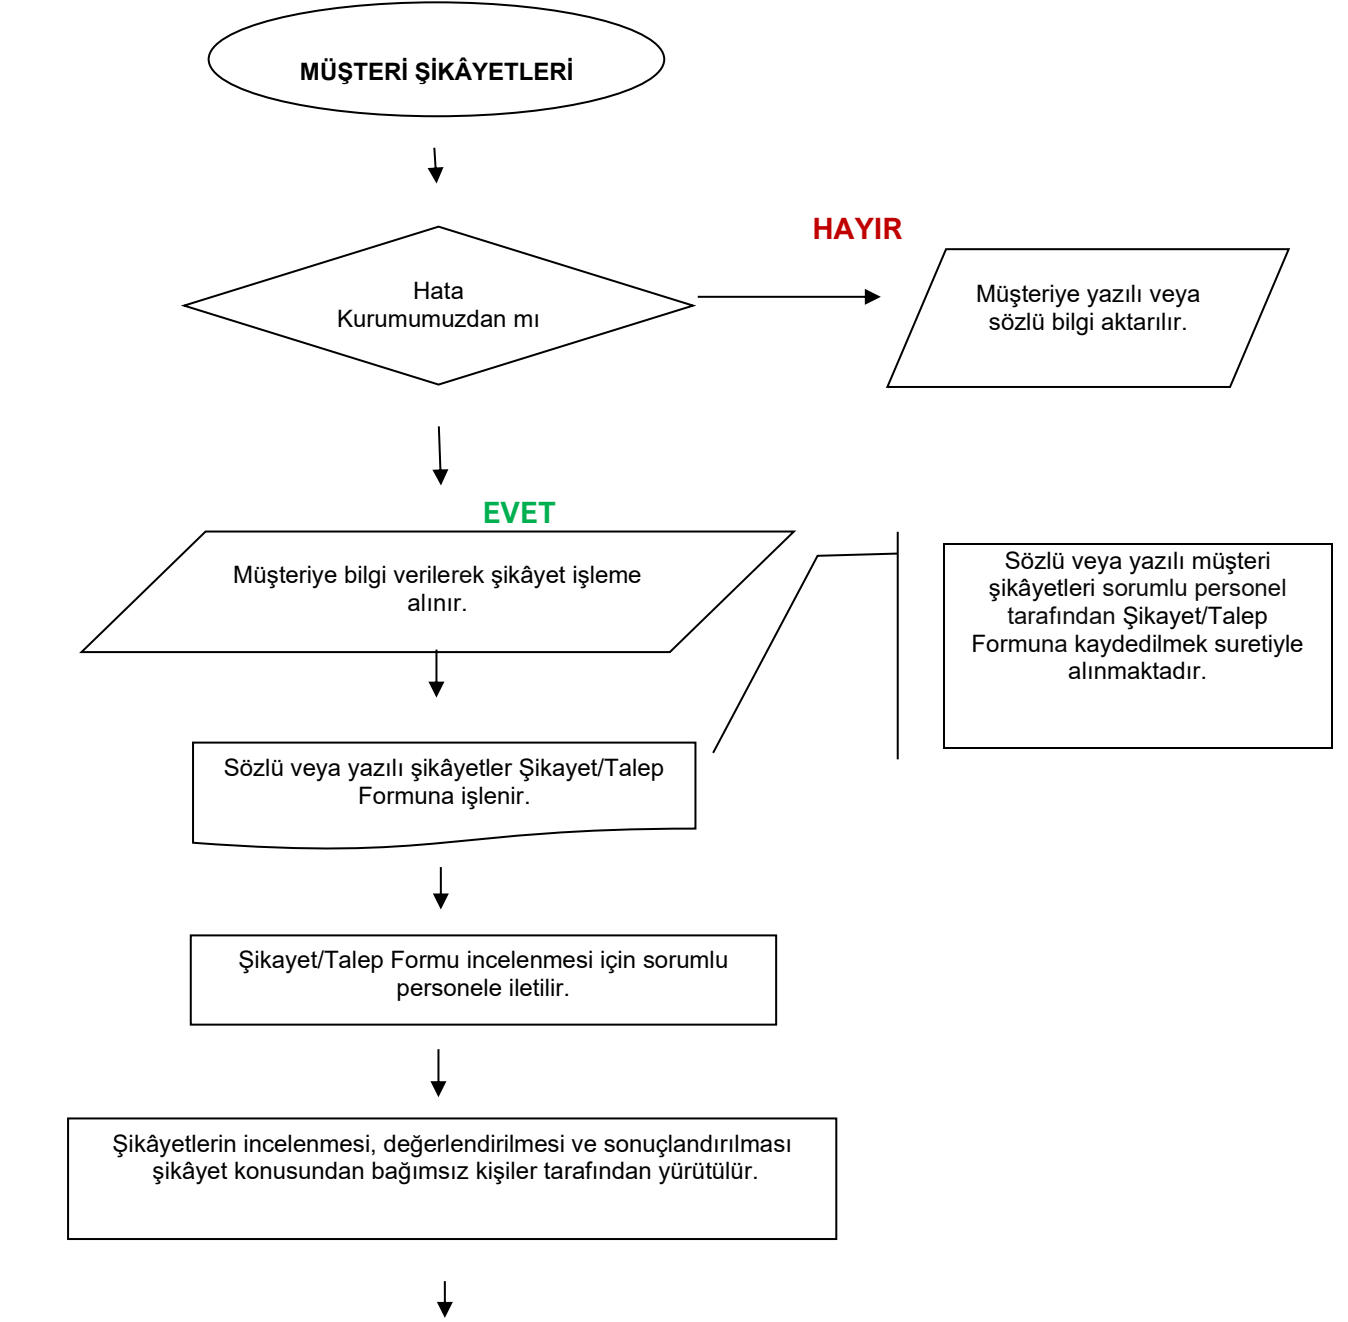 MÜŞTERİ ŞİKÂYETLERİ
HAYIR
Hata
Kurumumuzdan mı
Müşteriye yazılı veya
sözlü bilgi aktarılır.
EVET
Müşteriye bilgi verilerek şikâyet işleme
alınır.
Sözlü veya yazılı müşteri
şikâyetleri sorumlu personel
tarafından Şikayet/Talep
Formuna kaydedilmek suretiyle
alınmaktadır.
Sözlü veya yazılı şikâyetler Şikayet/Talep
Formuna işlenir.
Şikayet/Talep Formu incelenmesi için sorumlu
personele iletilir.
Şikâyetlerin incelenmesi, değerlendirilmesi ve sonuçlandırılması
şikâyet konusundan bağımsız kişiler tarafından yürütülür.